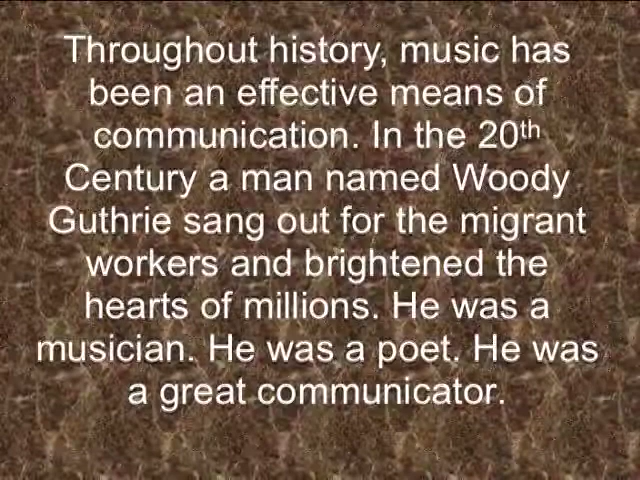 Throughout history, music has
been an effective means of
communication. In the 20th
Century a man named Woody
Guthrie sang out for the migrant
workers and brightened the
hearts of millions. He was a
musician. He was a poet. He was
a great communicator.